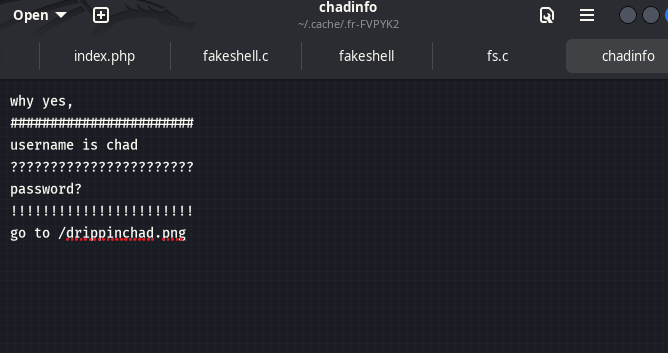 Open
chadinfo
~/.cache/.fr-FVPYK2
index.php
fakeshell.c
fakeshell
fs.c
chadinfo
why yes,
#######################
username is chad
???????????????????????
password?
!!!!!!!!!!!!!!!!!!!!!!!
go to /drippinchad.png